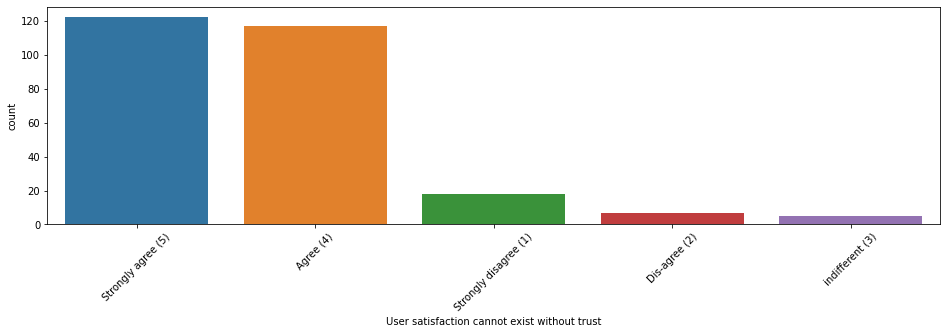 120
100
80
60
40
20
0
count
Strongly agree (5)
Agree (4)
Strongly disagree (1)
Dis-agree (2)
indifferent (3)
User satisfaction cannot exist without trust